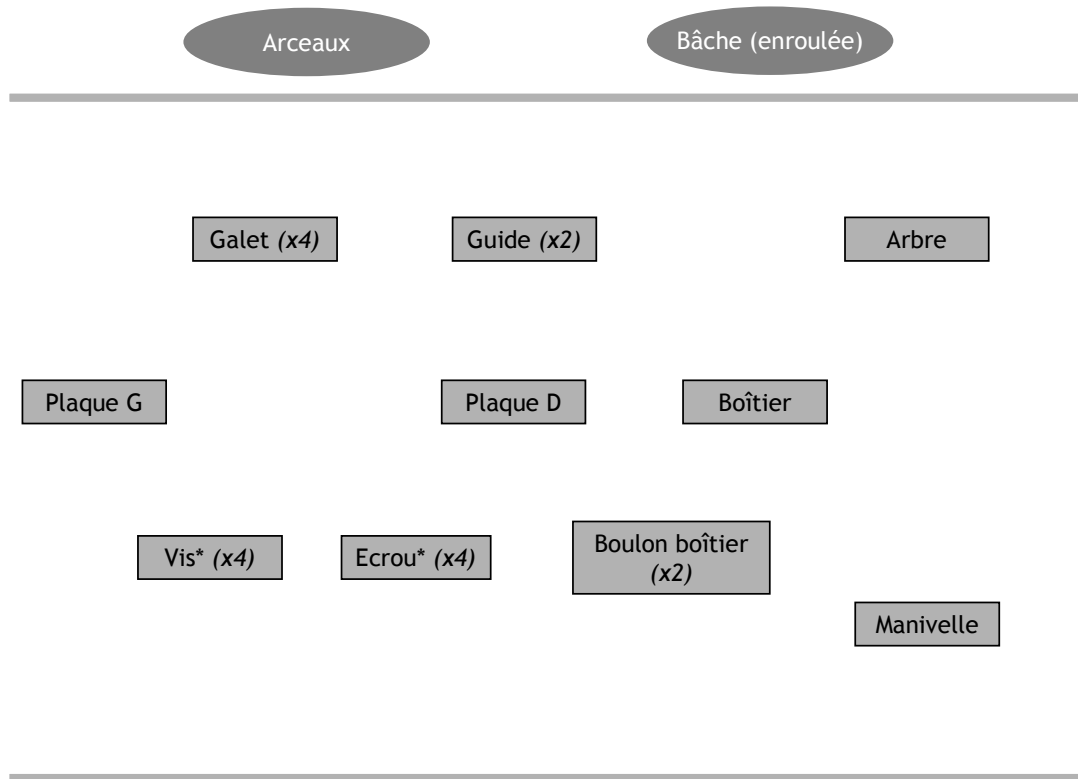 Arceaux
Bâche (enroulée)
Galet (x4)
Guide (x2)
Arbre
Plaque G
Plaque D
Boîtier
Vis* (x4)
Ecrou* (x4)
Boulon boîtier
(x2)
Manivelle